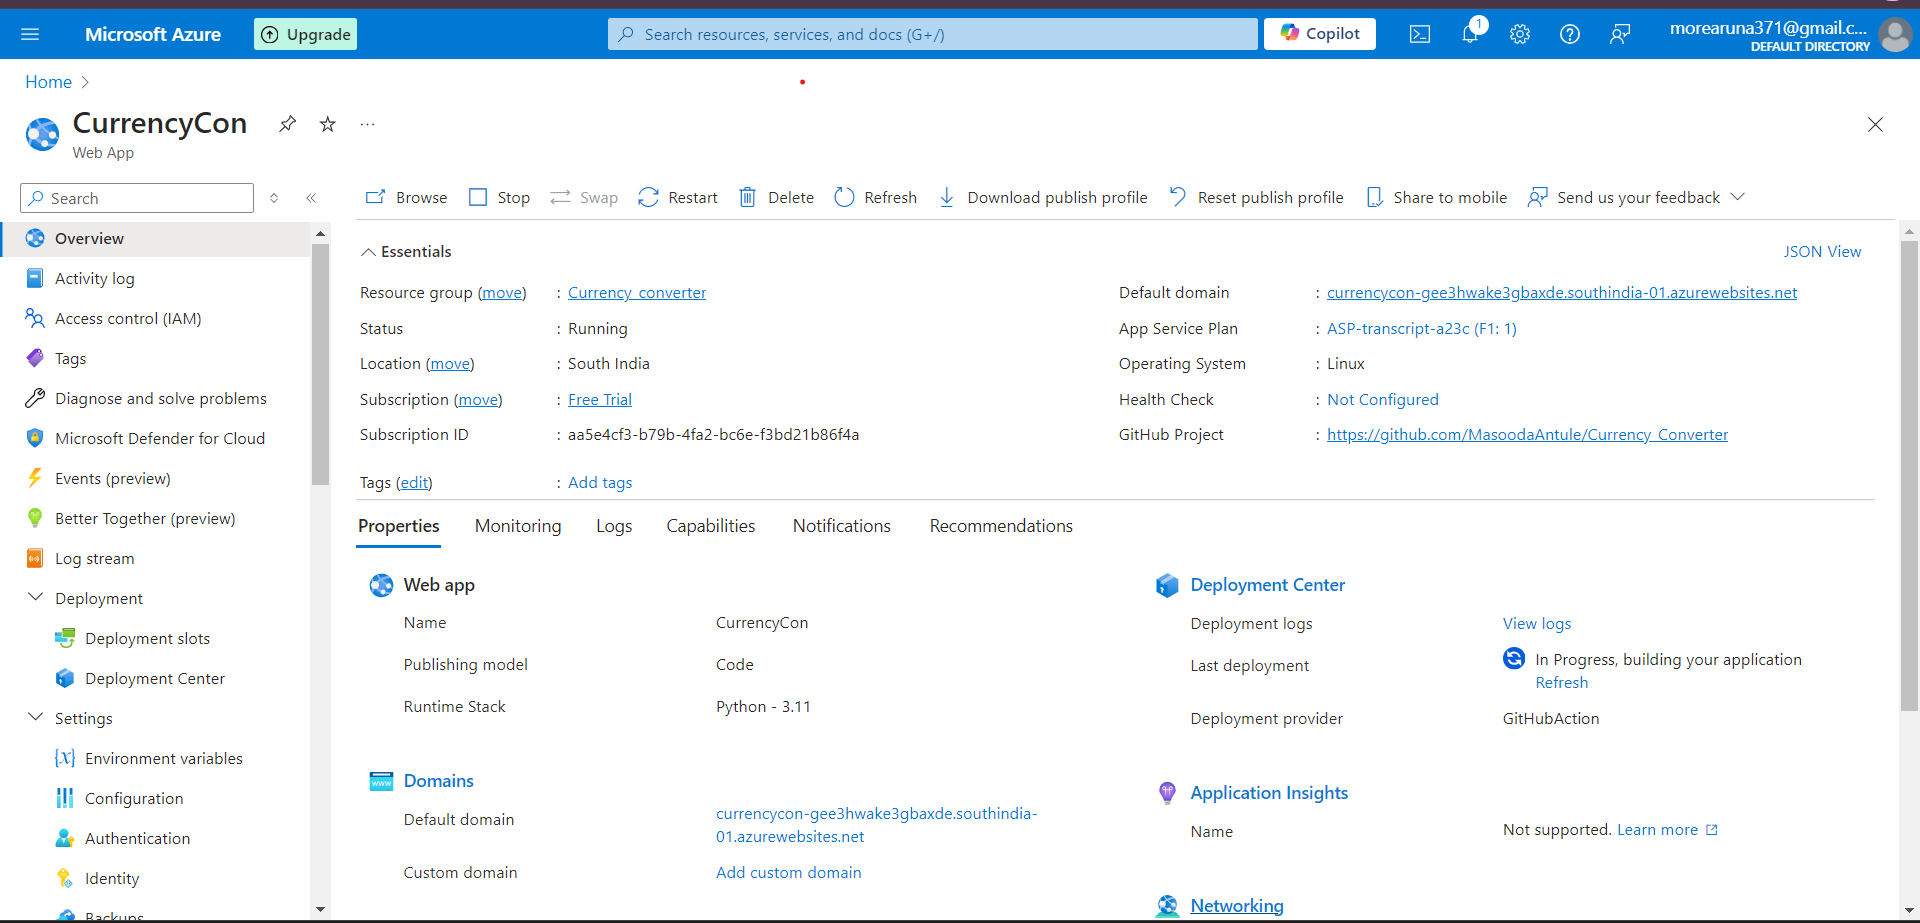 Microsoft Azure
Upgrade
Search resources, services, and docs (G+/)
Copilot
1
morearuna371@gmail.c...
DEFAULT DIRECTORY
Home
CurrencyCon
...
Web App
Search
Browse
Stop
Swap
Restart
Delete
Refresh
Download publish profile
Reset publish profile
Share to mobile
Send us your feedback
Overview
Activity log
Access control (IAM)
Tags
Diagnose and solve problems
Microsoft Defender for Cloud
Events (preview)
Better Together (preview)
Log stream
Deployment
Deployment slots
Deployment Center
Settings
Environment variables
Configuration
Authentication
Identity
Backups
Essentials
JSON View
Resource group (move) : Currency_converter
Status : Running
Location (move) : South India
Subscription (move) : Free Trial
Subscription ID : aa5e4cf3-b79b-4fa2-bc6e-f3bd21b86f4a
Tags (edit) : Add tags
Default domain : currencycon-gee3hwake3gbaxde.southindia-01.azurewebsites.net
App Service Plan : ASP-transcript-a23c (F1: 1)
Operating System : Linux
Health Check : Not Configured
GitHub Project : https://github.com/MasoodaAntule/Currency_Converter
Properties Monitoring Logs Capabilities Notifications Recommendations
Web app
Name CurrencyCon
Publishing model Code
Runtime Stack Python - 3.11
Domains
www
Default domain currencycon-gee3hwake3gbaxde.southindia-
01.azurewebsites.net
Custom domain Add custom domain
Deployment Center
Deployment logs View logs
Last deployment In Progress, building your application
Refresh
Deployment provider GitHubAction
Application Insights
Name Not supported. Learn more
Networking